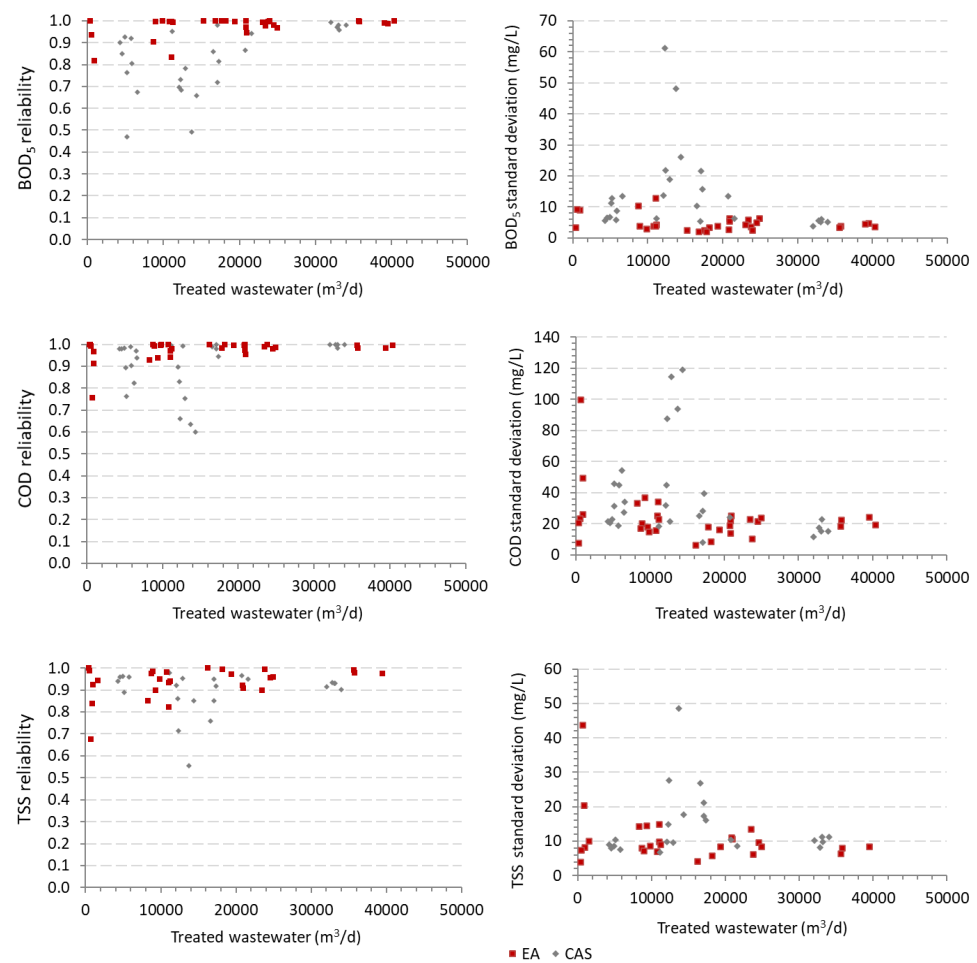 1.0
0.9
0.8
0.7
0.6
0.5
0.4
0.3
0.2
0.1
0.0
BOD₅ reliability
0 10000 20000 30000 40000 50000
Treated wastewater (m³/d)
70
60
50
40
30
20
10
0
BOD₅ standard deviation (mg/L)
0 10000 20000 30000 40000 50000
Treated wastewater (m³/d)
1.0
0.9
0.8
0.7
0.6
0.5
0.4
0.3
0.2
0.1
0.0
COD reliability
0 10000 20000 30000 40000 50000
Treated wastewater (m³/d)
140
120
100
80
60
40
20
0
COD standard deviation (mg/L)
0 10000 20000 30000 40000 50000
Treated wastewater (m³/d)
1.0
0.9
0.8
0.7
0.6
0.5
0.4
0.3
0.2
0.1
0.0
TSS reliability
0 10000 20000 30000 40000 50000
Treated wastewater (m³/d)
60
50
40
30
20
10
0
TSS standard deviation (mg/L)
0 10000 20000 30000 40000 50000
Treated wastewater (m³/d)
EA CAS